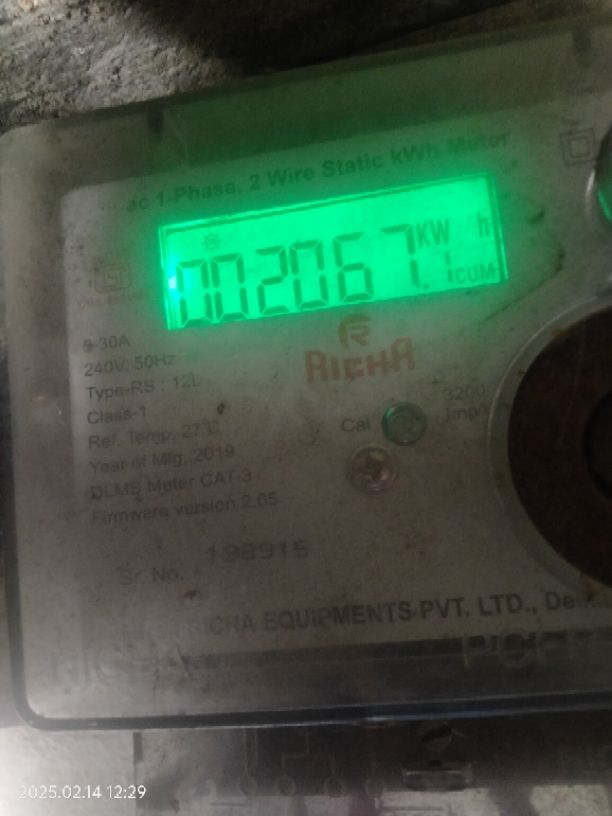 ac 1-Phase, 2 Wire Static kWh Meter
002067.1 KW h
CUM
5-30A
240V, 50Hz
Type-RS : 12L
Class-1
Ref. Temp. 27°C
Year of Mfg. 2019
DLMS Meter CAT 3
Firmware version 2.05
Sr. No.
R
RICHA
Cal
3200
Imp/
RICHA EQUIPMENTS PVT. LTD.,
2025.02.14 12:29